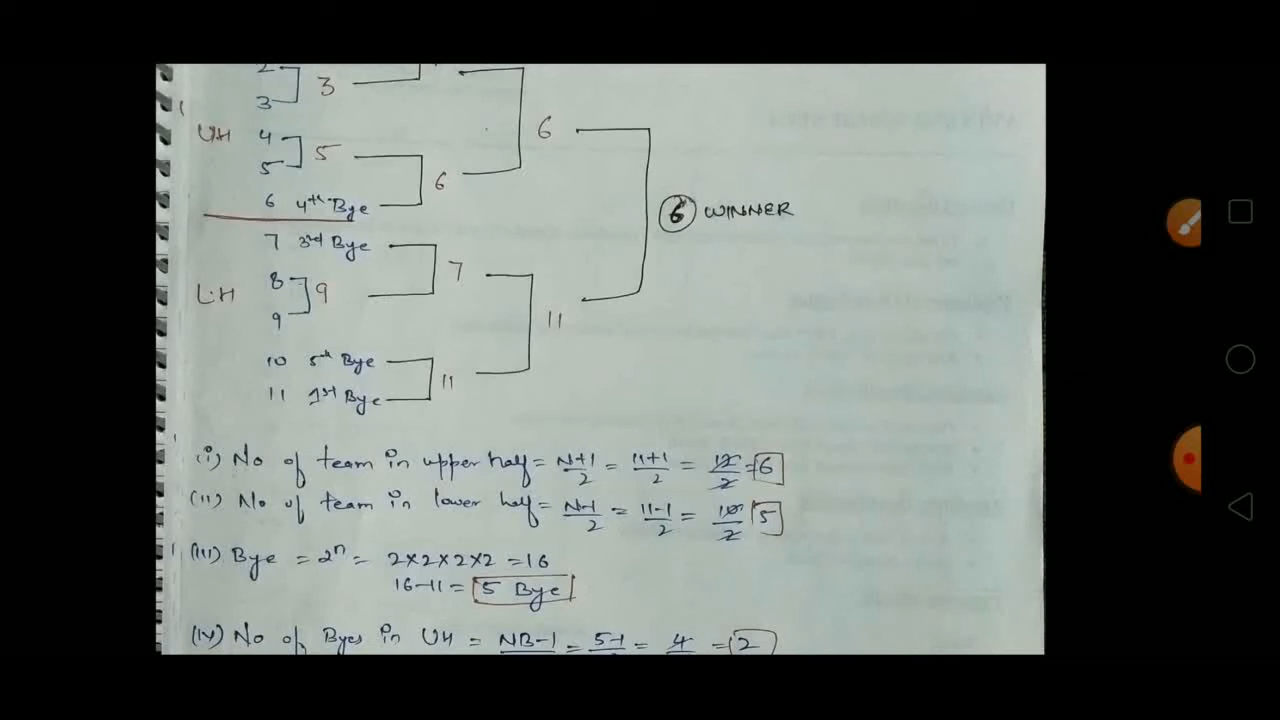 2
3
3
UH
4
5
5
6 4th Bye
6
6
6 WINNER
7 3rd Bye
LH
8
9
9
7
11
10 5th Bye
11 1st Bye
11
(i) No of team in upper half = N+1/2 = 11+1/2 = 12/2 = 6
(ii) No of team in lower half = N-1/2 = 11-1/2 = 10/2 5
(iii) Bye = 2ⁿ = 2×2×2×2 = 16
16-11 = 5 Bye
(iv) No of Byes in UH = NB-1 = 5-1 = 4 = 2